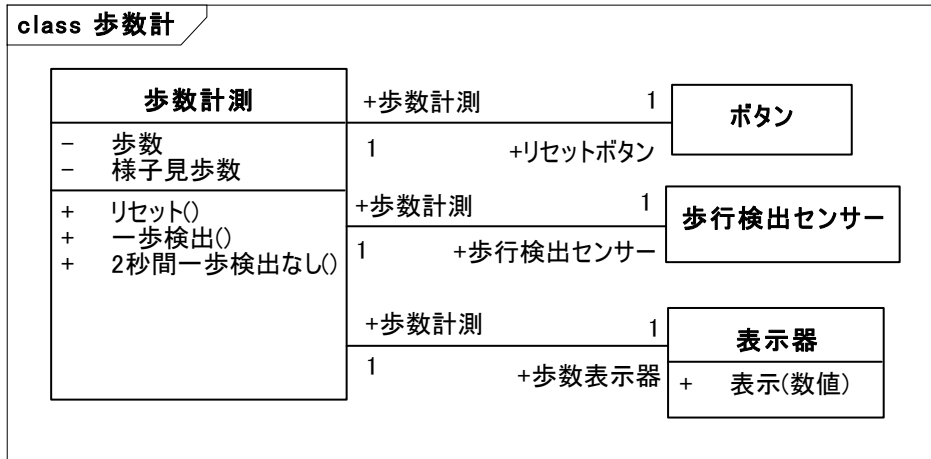 class 歩数計
歩数計測
− 歩数
− 様子見歩数
+ リセット()
+ 一歩検出()
+ 2秒間一歩検出なし()
+歩数計測 1
1 +リセットボタン
ボタン
+歩数計測 1
1 +歩行検出センサー
歩行検出センサー
+歩数計測 1
1 +歩数表示器
表示器
+ 表示(数値)